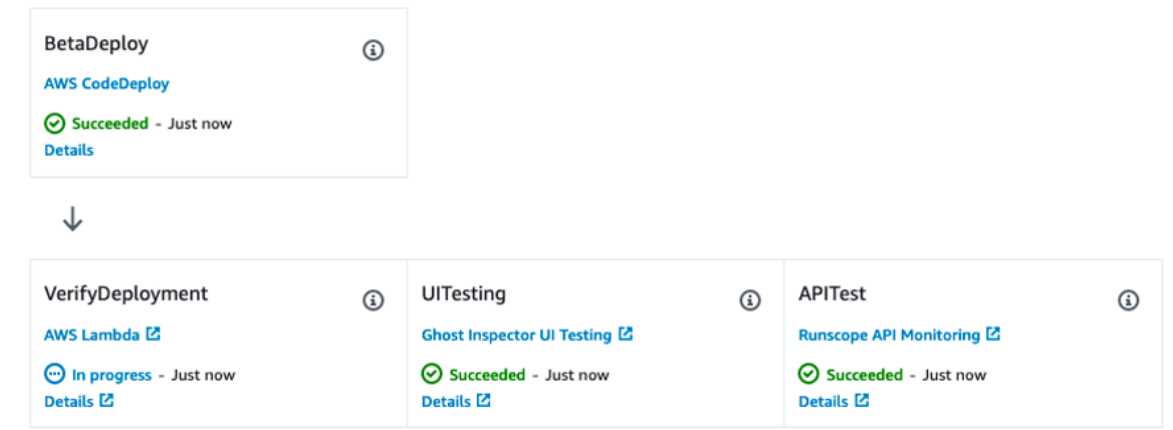 BetaDeploy
AWS CodeDeploy
Succeeded - Just now
Details
VerifyDeployment
AWS Lambda
In progress - Just now
Details
UITesting
Ghost Inspector UI Testing
Succeeded - Just now
Details
APITest
Runscope API Monitoring
Succeeded - Just now
Details